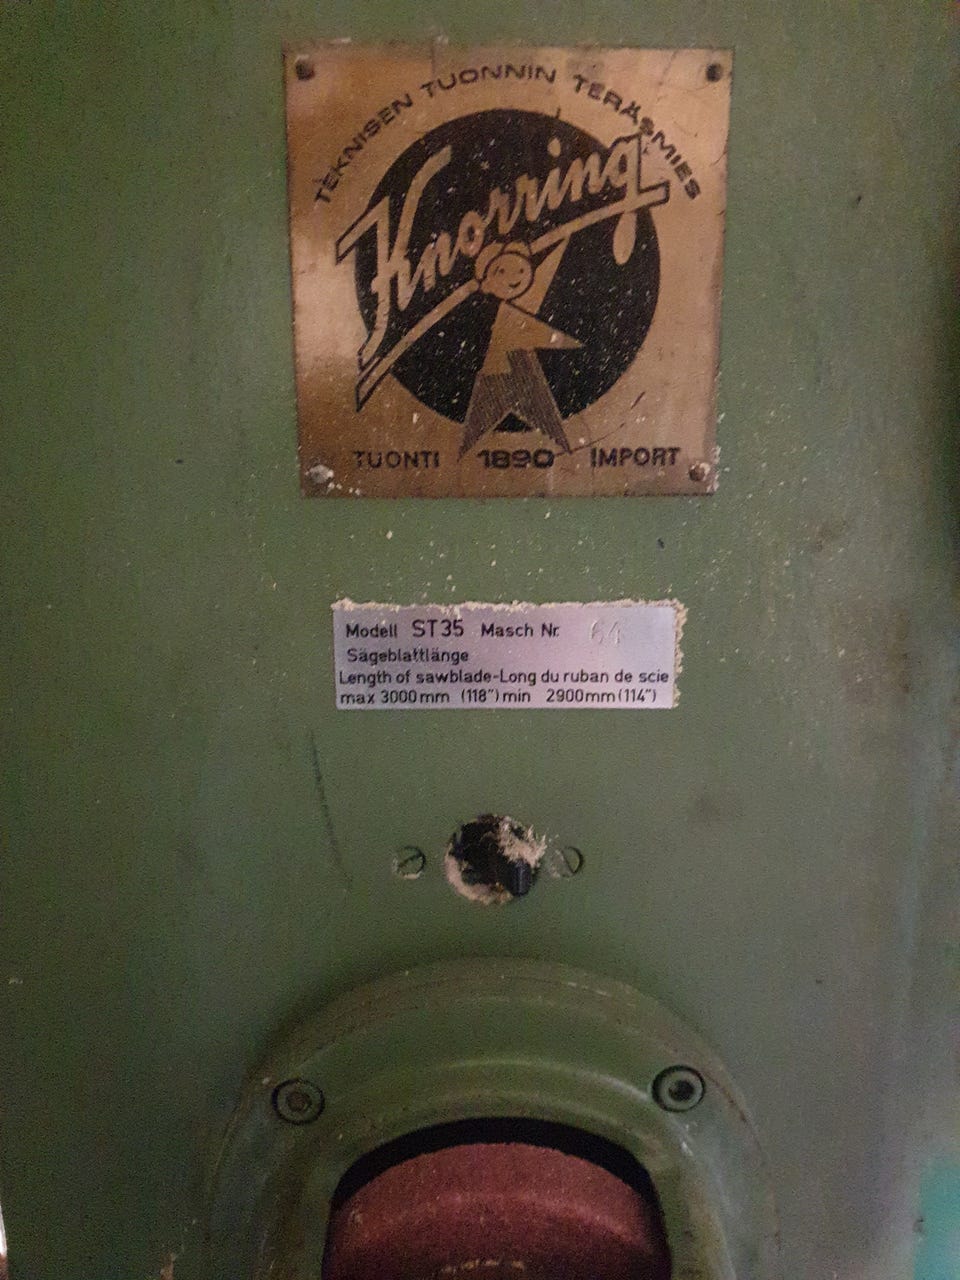 TEKNISEN TUONNIN TERÄSMIES
Knorring
TUONTI 1890 IMPORT
Modell ST35 Masch Nr. 64
Sägeblattlänge
Length of sawblade-Long du ruban de scie
max 3000mm (118") min 2900mm (114")